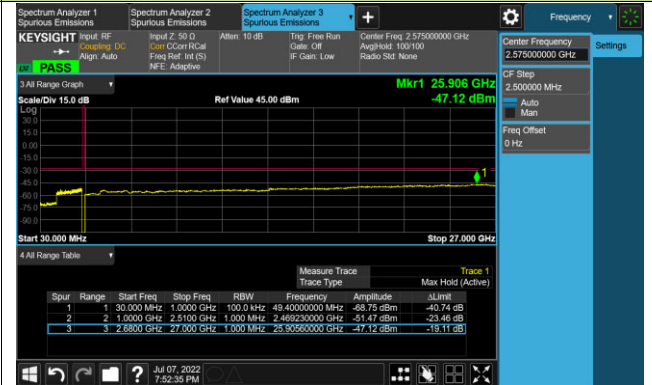 Spectrum Analyzer 1
Spurious Emissions
Spectrum Analyzer 2
Spurious Emissions
Spectrum Analyzer 3
Spurious Emissions
Frequency
KEYSIGHT
Input: RF
Coupling: DC
Align: Auto
Input Z: 50 Ω
Corr CCorr RCal
Freq Ref: Int (S)
NFE: Adaptive
Atten: 10 dB
Trig: Free Run
Gate: Off
IF Gain: Low
Center Freq: 2.575000000 GHz
Avg|Hold: 100/100
Radio Std: None
PASS
Center Frequency
2.575000000 GHz
Settings
CF Step
2.500000 MHz
Auto
Man
Freq Offset
0 Hz
3 All Range Graph
Mkr1 25.906 GHz
Scale/Div 15.0 dB
Ref Value 45.00 dBm
-47.12 dBm
Log
30.0
15.0
0.00
-15.0
-30.0
-45.0
-60.0
-75.0
-90.0
1
Start 30.000 MHz
Stop 27.000 GHz
4 All Range Table
Measure Trace Trace 1
Trace Type Max Hold (Active)
Spur Range Start Freq Stop Freq RBW Frequency Amplitude ΔLimit
1 1 30.000 MHz 1.0000 GHz 100.0 kHz 49.40000000 MHz -68.75 dBm -40.74 dB
2 2 1.0000 GHz 2.5100 GHz 1.000 MHz 2.469230000 GHz -51.47 dBm -23.46 dB
3 3 2.6800 GHz 27.000 GHz 1.000 MHz 25.90560000 GHz -47.12 dBm -19.11 dB
?
Jul 07, 2022
7:52:35 PM